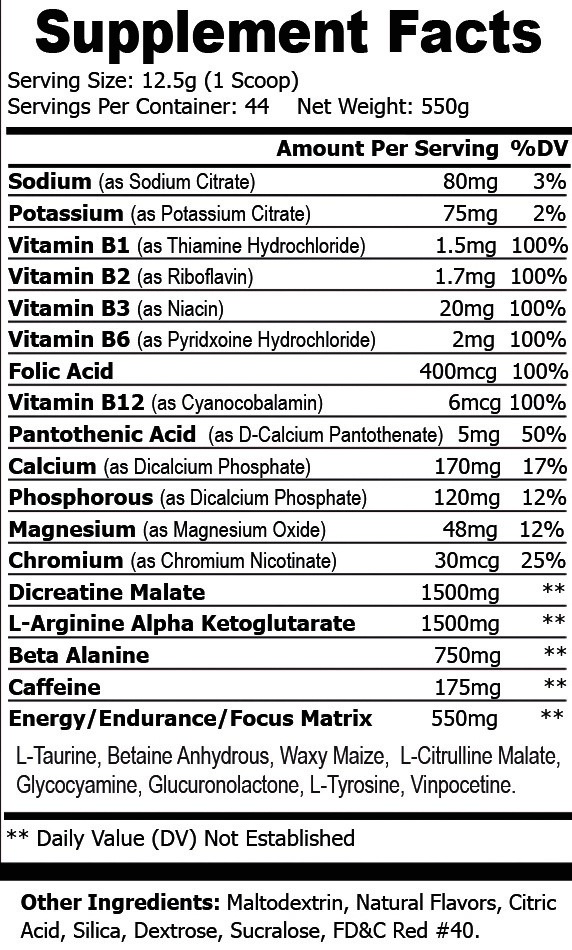 Supplement Facts
Serving Size: 12.5g (1 Scoop)
Servings Per Container: 44 Net Weight: 550g
Amount Per Serving %DV
Sodium (as Sodium Citrate) 80mg 3%
Potassium (as Potassium Citrate) 75mg 2%
Vitamin B1 (as Thiamine Hydrochloride) 1.5mg 100%
Vitamin B2 (as Riboflavin) 1.7mg 100%
Vitamin B3 (as Niacin) 20mg 100%
Vitamin B6 (as Pyridxoine Hydrochloride) 2mg 100%
Folic Acid 400mcg 100%
Vitamin B12 (as Cyanocobalamin) 6mcg 100%
Pantothenic Acid (as D-Calcium Pantothenate) 5mg 50%
Calcium (as Dicalcium Phosphate) 170mg 17%
Phosphorous (as Dicalcium Phosphate) 120mg 12%
Magnesium (as Magnesium Oxide) 48mg 12%
Chromium (as Chromium Nicotinate) 30mcg 25%
Dicreatine Malate 1500mg **
L-Arginine Alpha Ketoglutarate 1500mg **
Beta Alanine 750mg **
Caffeine 175mg **
Energy/Endurance/Focus Matrix 550mg **
L-Taurine, Betaine Anhydrous, Waxy Maize, L-Citrulline Malate,
Glycocyamine, Glucuronolactone, L-Tyrosine, Vinpocetine.
** Daily Value (DV) Not Established
Other Ingredients: Maltodextrin, Natural Flavors, Citric
Acid, Silica, Dextrose, Sucralose, FD&C Red #40.